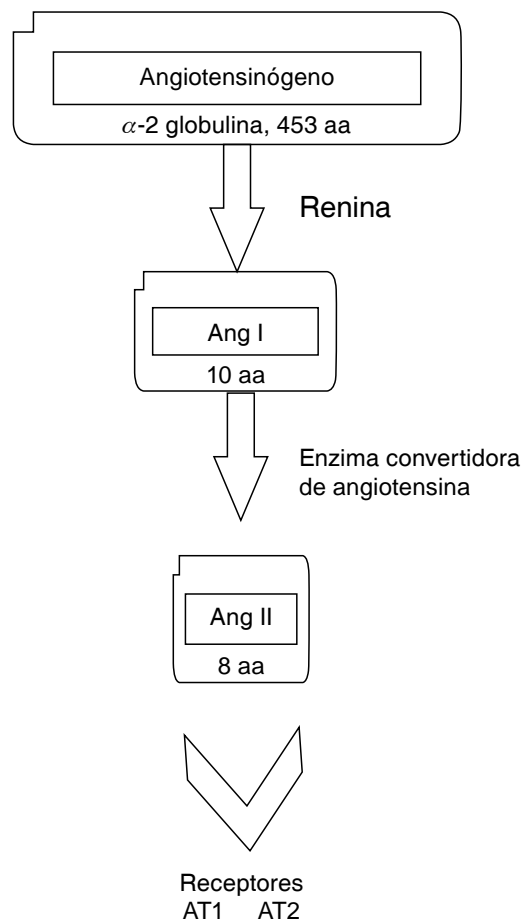 Angiotensinógeno
α-2 globulina, 453 aa
Renina
Ang I
10 aa
Enzima convertidora
de angiotensina
Ang II
8 aa
Receptores
AT1 AT2